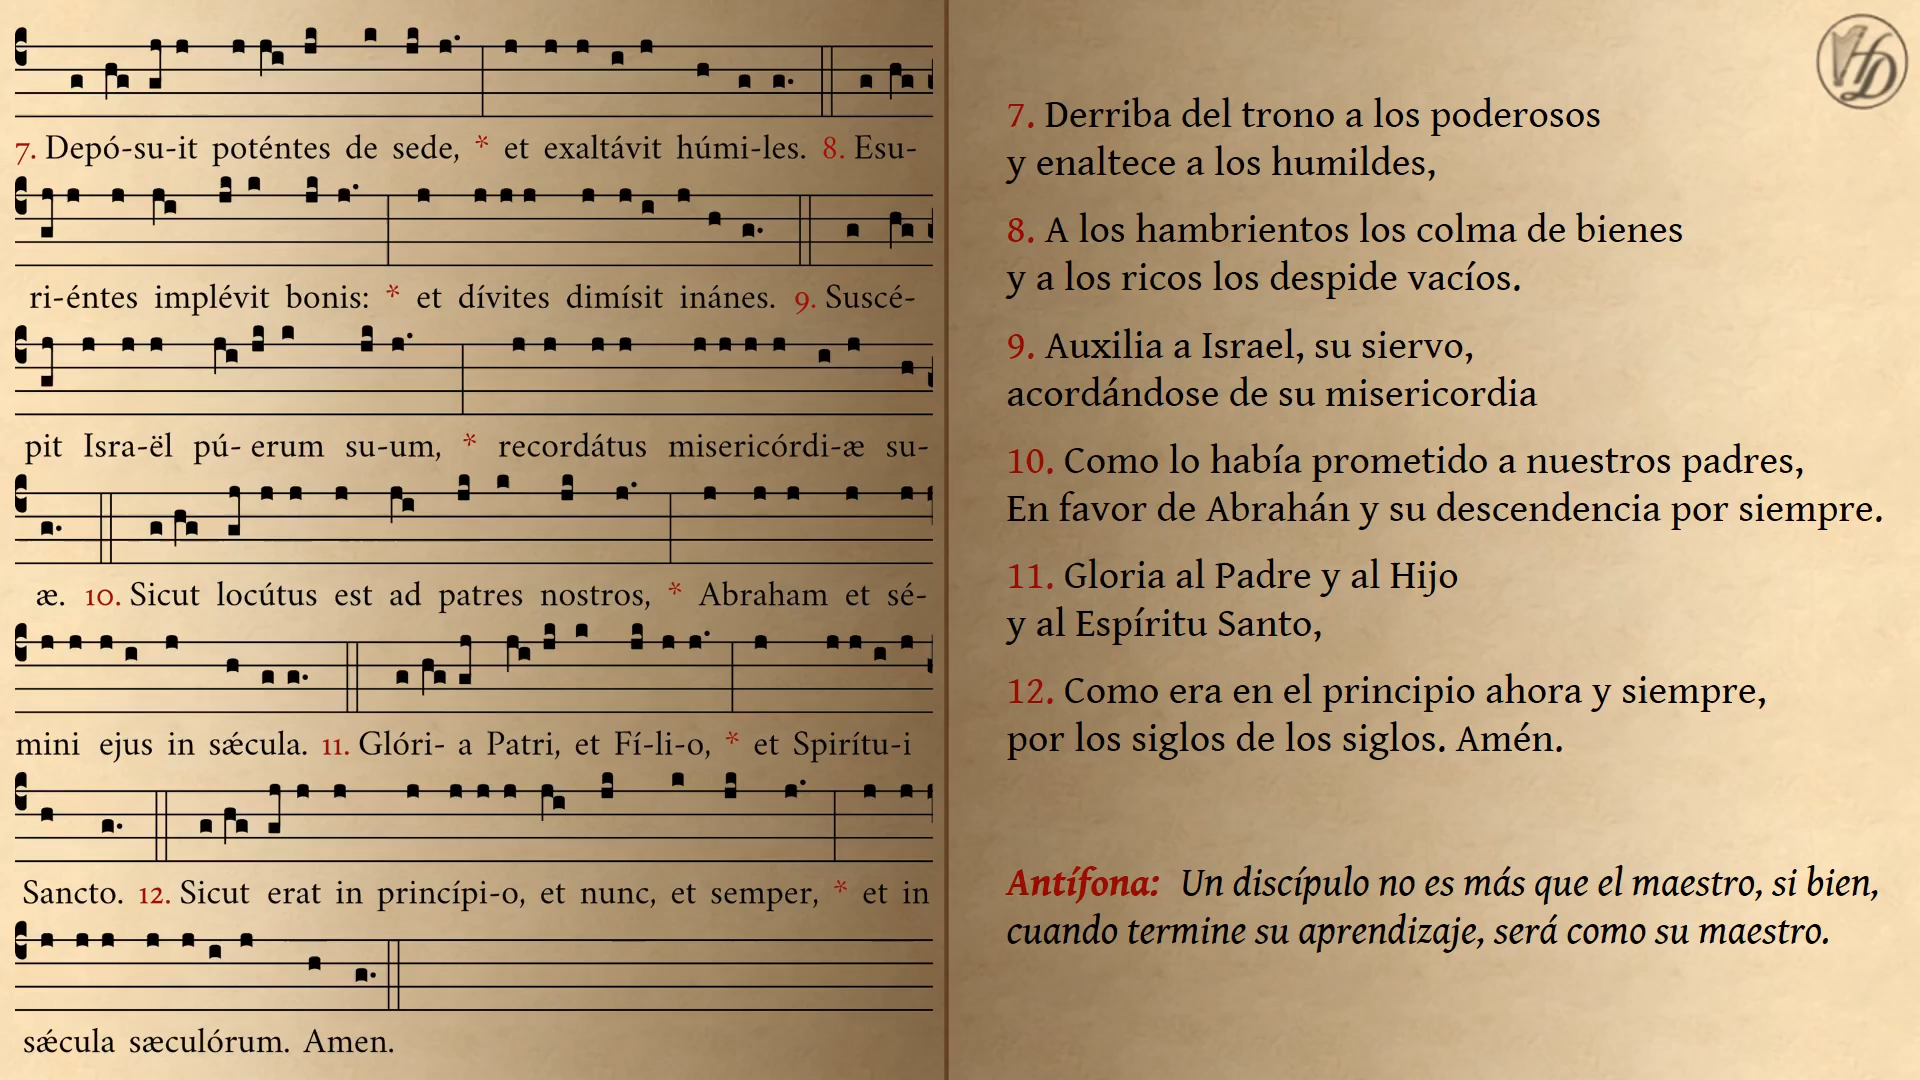 7. Depó-su-it poténtes de sede, * et exaltávit húmi-les. 8. Esu-
ri-éntes implévit bonis: * et dívites dimísit inánes. 9. Suscé-
pit Isra-ël pú- erum su-um, * recordátus misericórdi-æ su-
æ. 10. Sicut locútus est ad patres nostros, * Abraham et sé-
mini ejus in sǽcula. 11. Glóri- a Patri, et Fí-li-o, * et Spirítu-i
Sancto. 12. Sicut erat in princípi-o, et nunc, et semper, * et in
sǽcula sæculórum. Amen.
HD
7. Derriba del trono a los poderosos
y enaltece a los humildes,
8. A los hambrientos los colma de bienes
y a los ricos los despide vacíos.
9. Auxilia a Israel, su siervo,
acordándose de su misericordia
10. Como lo había prometido a nuestros padres,
En favor de Abrahán y su descendencia por siempre.
11. Gloria al Padre y al Hijo
y al Espíritu Santo,
12. Como era en el principio ahora y siempre,
por los siglos de los siglos. Amén.
Antífona: Un discípulo no es más que el maestro, si bien,
cuando termine su aprendizaje, será como su maestro.